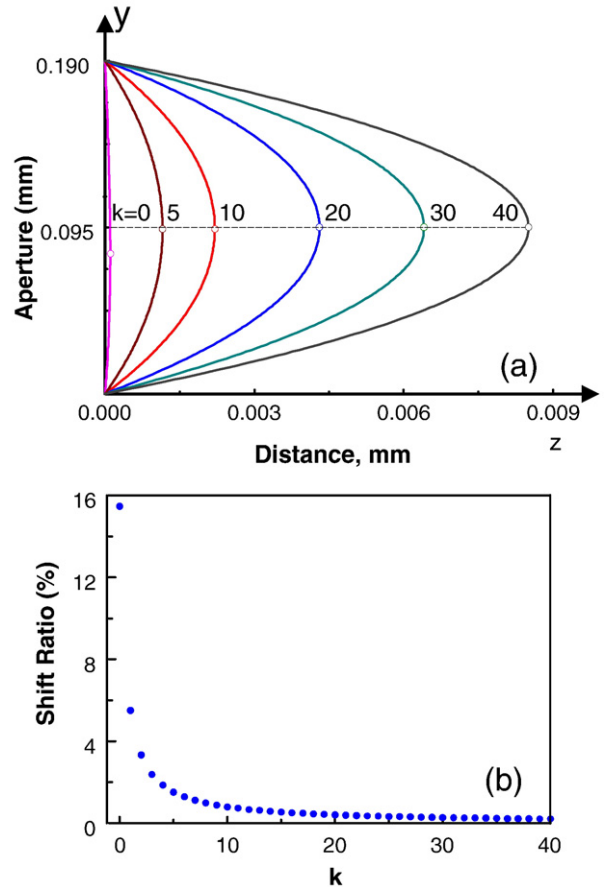 y
0.190
0.095
Aperture (mm)
k=0 5 10 20 30 40
(a)
0.000 0.003 0.006 0.009
z
Distance, mm
16
12
8
4
0
Shift Ratio (%)
(b)
0 10 20 30 40
k